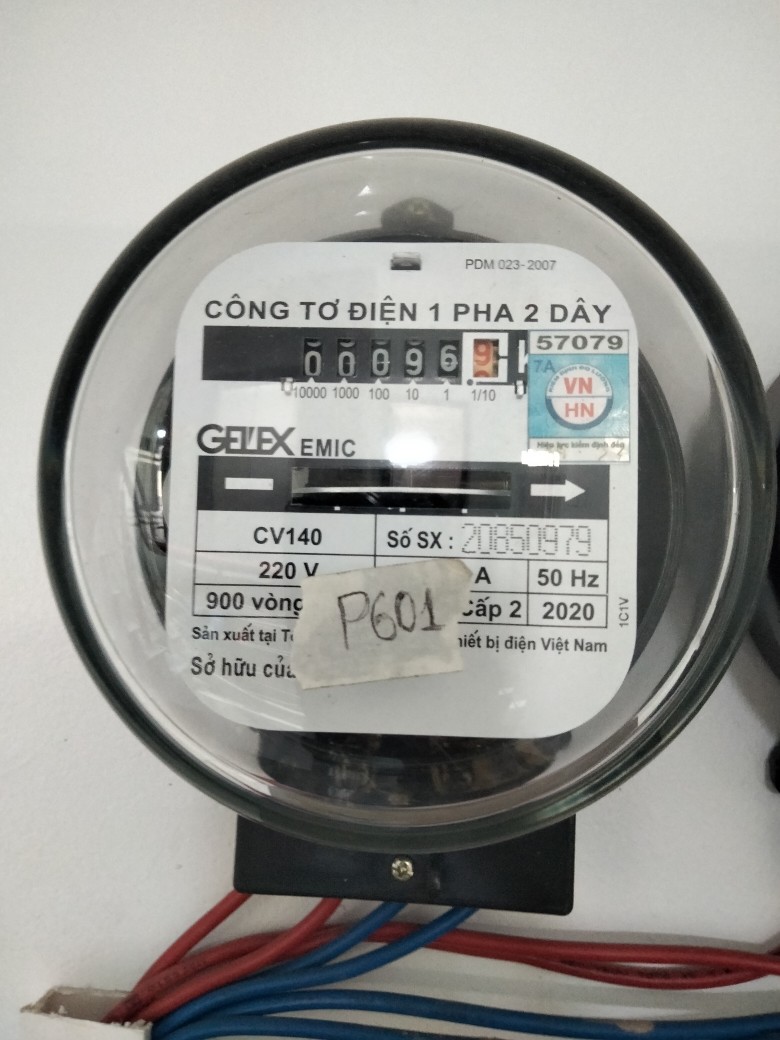 PDM 023-2007
CÔNG TƠ ĐIỆN 1 PHA 2 DÂY
0 0 0 9 6 9
10000 1000 100 10 1 1/10
57079
7A
VN
HN
GELEX EMIC
CV140 Số SX : 20850979
220 V A 50 Hz
900 vòng Cấp 2 2020
P601
1C1V
Sản xuất tại hiết bị điện Việt Nam
Sở hữu của